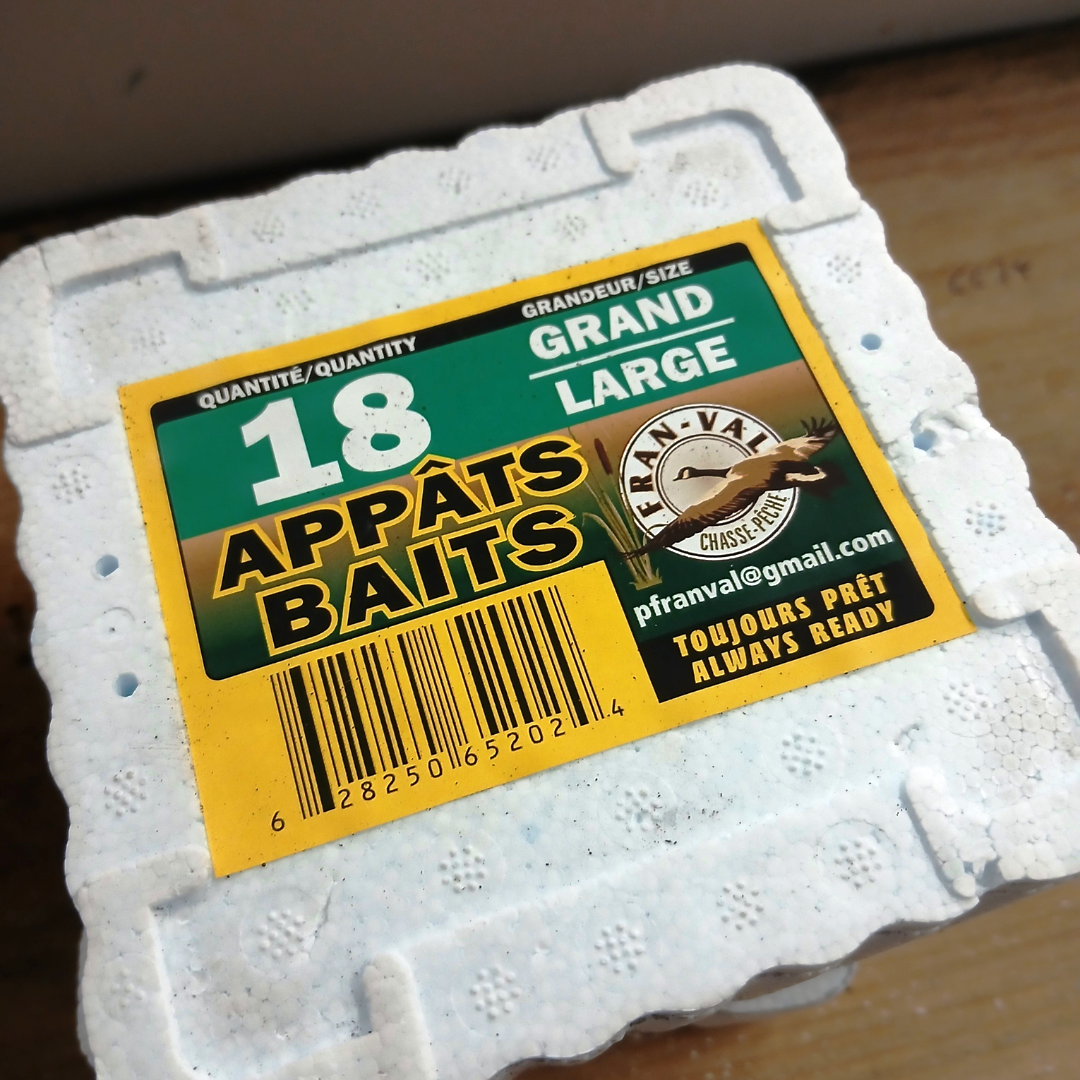 QUANTITÉ/QUANTITY
18
GRANDEUR/SIZE
GRAND
LARGE
APPÂTS
BAITS
FRAN-VAL
CHASSE-PÊCHE
pfranval@gmail.com
TOUJOURS PRÊT
ALWAYS READY
6 28250 65202 4